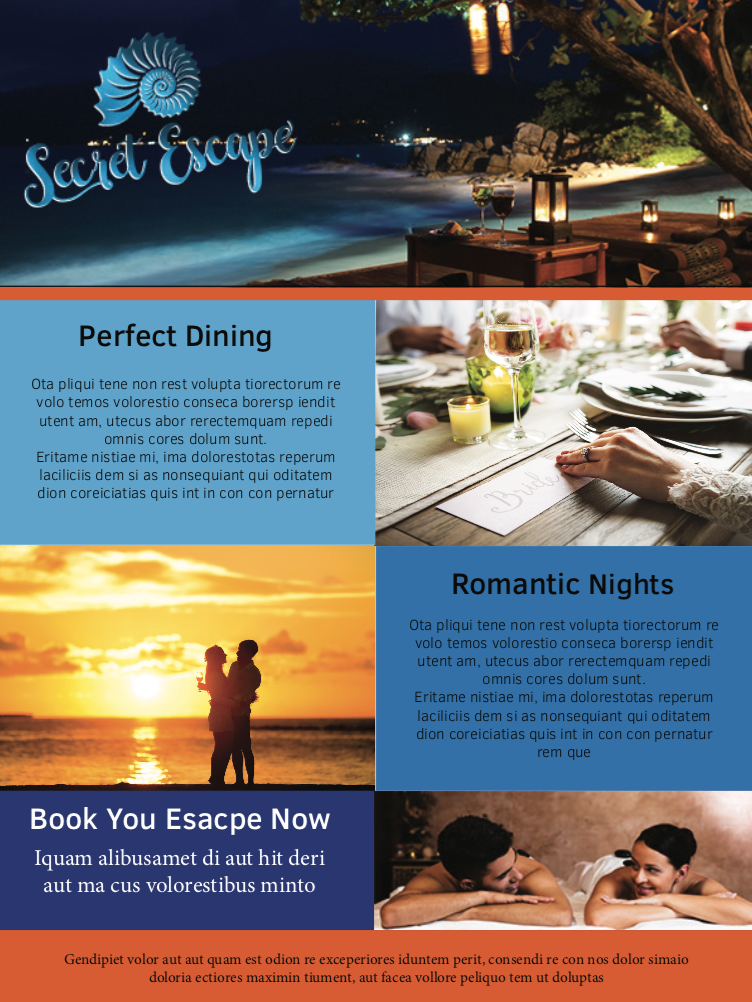 Secret Escape
Perfect Dining
Ota pliqui tene non rest volupta tiorectorum re
volo temos volorestio conseca borersp iendit
utent am, utecus abor rerectemquam repedi
omnis cores dolum sunt.
Eritame nistiae mi, ima dolorestotas reperum
laciliciis dem si as nonsequiant qui oditatem
dion coreiciatias quis int in con con pernatur
Bride
Romantic Nights
Ota pliqui tene non rest volupta tiorectorum re
volo temos volorestio conseca borersp iendit
utent am, utecus abor rerectemquam repedi
omnis cores dolum sunt.
Eritame nistiae mi, ima dolorestotas reperum
laciliciis dem si as nonsequiant qui oditatem
dion coreiciatias quis int in con con pernatur
rem que
Book You Esacpe Now
Iquam alibusamet di aut hit deri
aut ma cus volorestibus minto
Gendipiet volor aut aut quam est odion re exceperiores iduntem perit, consendi re con nos dolor simaio
doloria ectiores maximin tiument, aut facea vollore peliquo tem ut doluptas